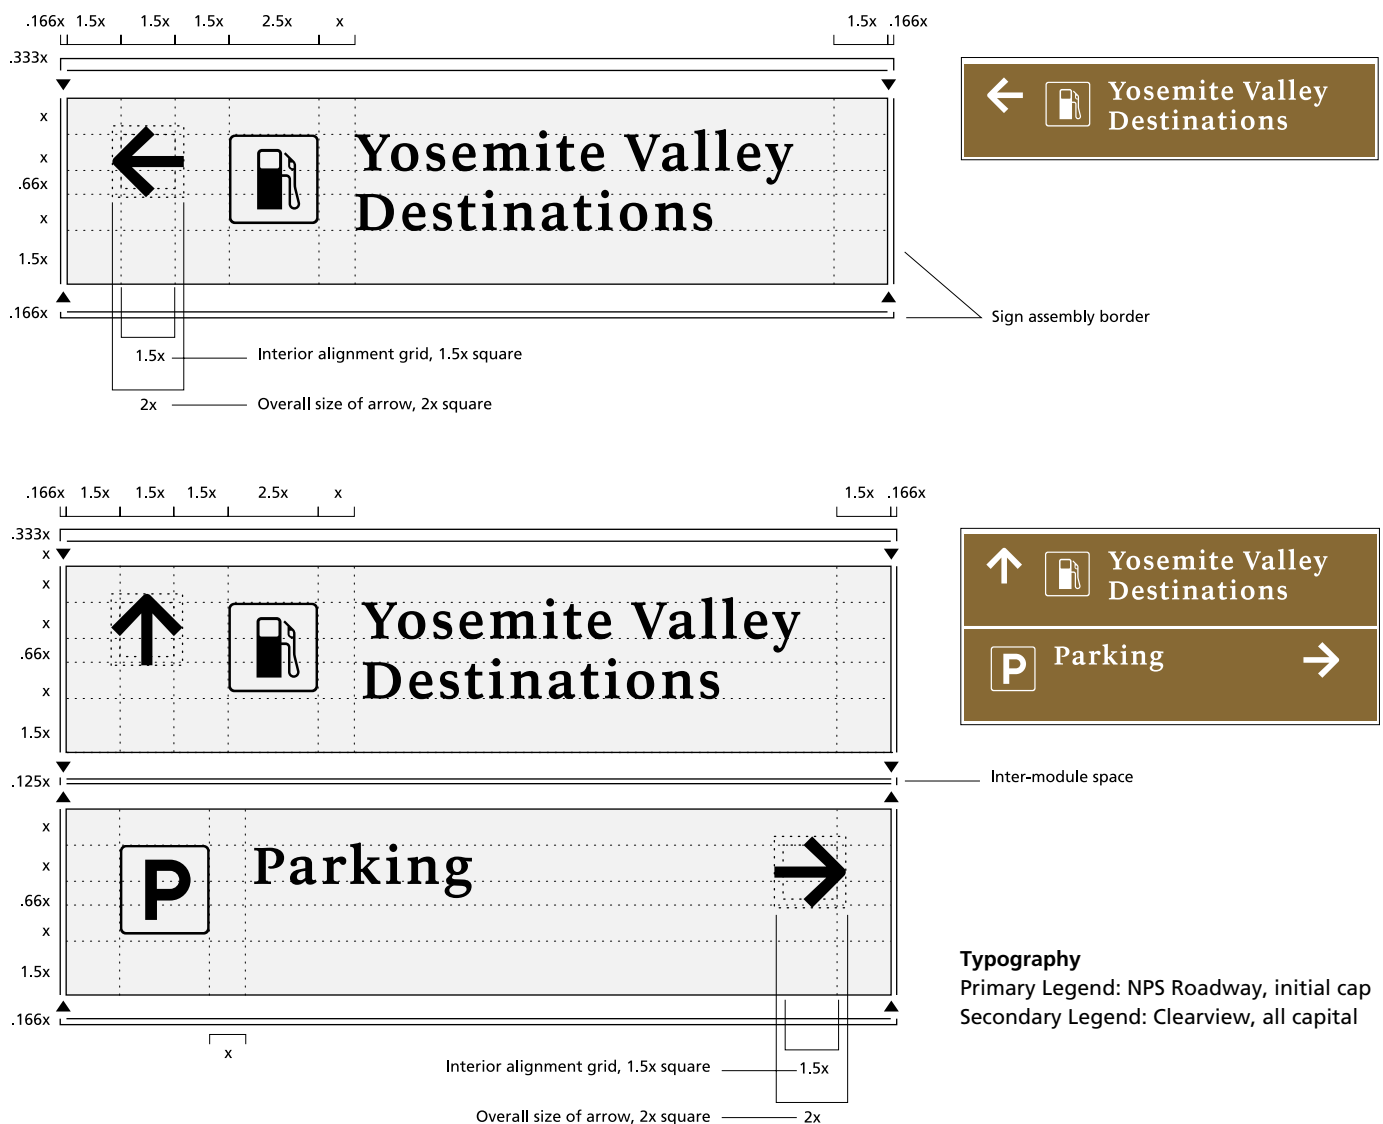 .166x 1.5x 1.5x 1.5x 2.5x x 1.5x .166x
.333x
x
x
.66x
x
1.5x
.166x
Yosemite Valley
Destinations
Yosemite Valley
Destinations
Sign assembly border
1.5x Interior alignment grid, 1.5x square
2x Overall size of arrow, 2x square
.166x 1.5x 1.5x 1.5x 2.5x x 1.5x .166x
.333x
x
x
x
.66x
x
1.5x
Yosemite Valley
Destinations
Yosemite Valley
Destinations
P Parking
.125x
Inter-module space
x
x
.66x
x
1.5x
.166x
P Parking
x
Typography
Primary Legend: NPS Roadway, initial cap
Secondary Legend: Clearview, all capital
Interior alignment grid, 1.5x square 1.5x
Overall size of arrow, 2x square 2x